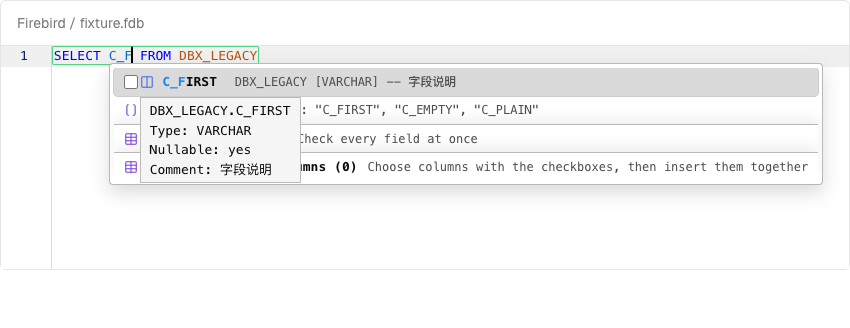 Firebird / fixture.fdb
1 SELECT C_F FROM DBX_LEGACY
C_FIRST DBX_LEGACY [VARCHAR] -- 字段说明
: "C_FIRST", "C_EMPTY", "C_PLAIN"
DBX_LEGACY.C_FIRST
Type: VARCHAR
Nullable: yes
Comment: 字段说明
Check every field at once
mns (0) Choose columns with the checkboxes, then insert them together